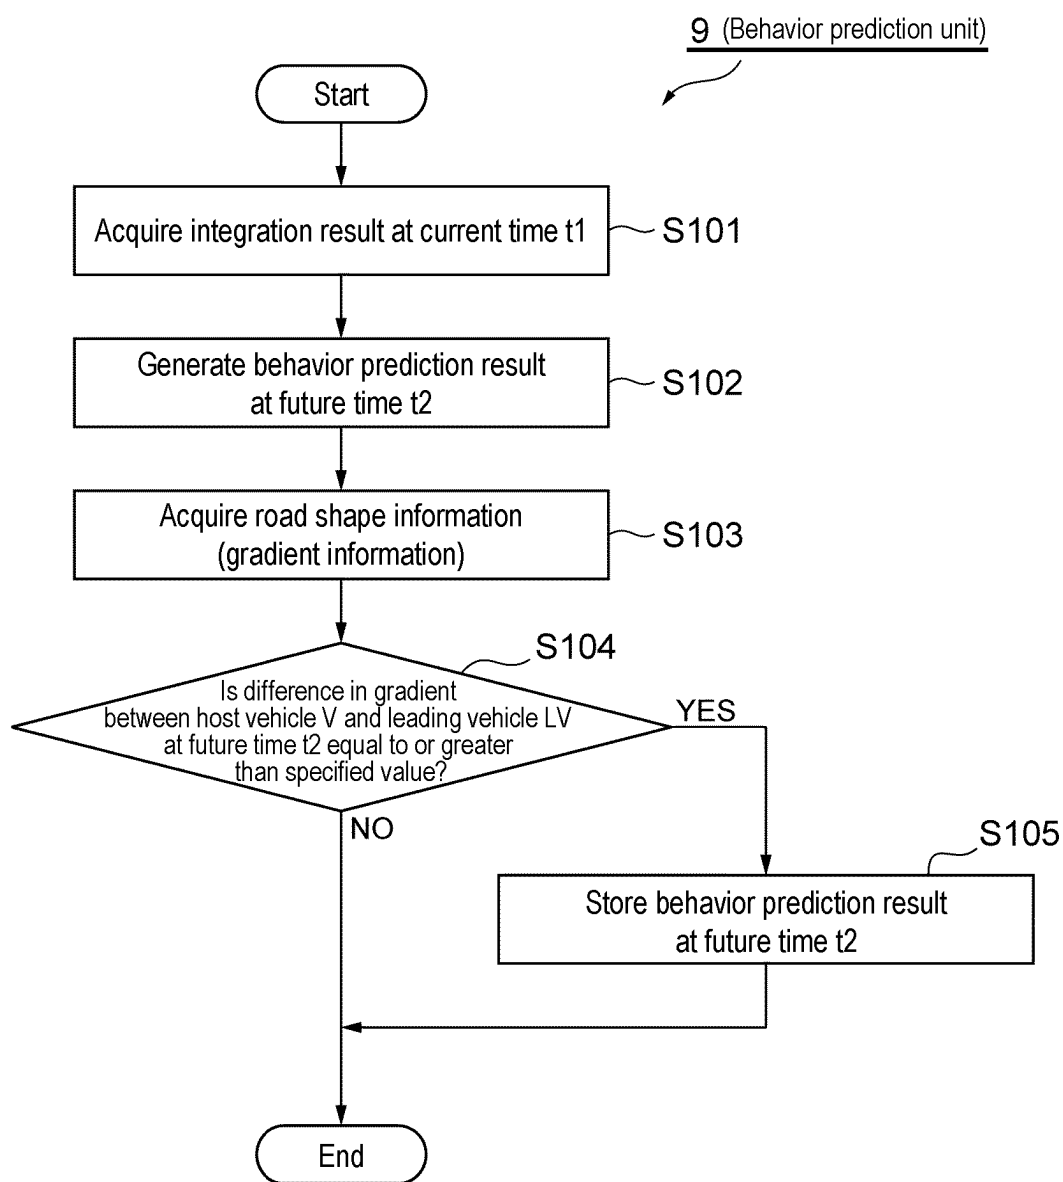 9 (Behavior prediction unit)
Start
Acquire integration result at current time t1
S101
Generate behavior prediction result
at future time t2
S102
Acquire road shape information
(gradient information)
S103
S104
Is difference in gradient
between host vehicle V and leading vehicle LV
at future time t2 equal to or greater
than specified value?
YES
NO
S105
Store behavior prediction result
at future time t2
End